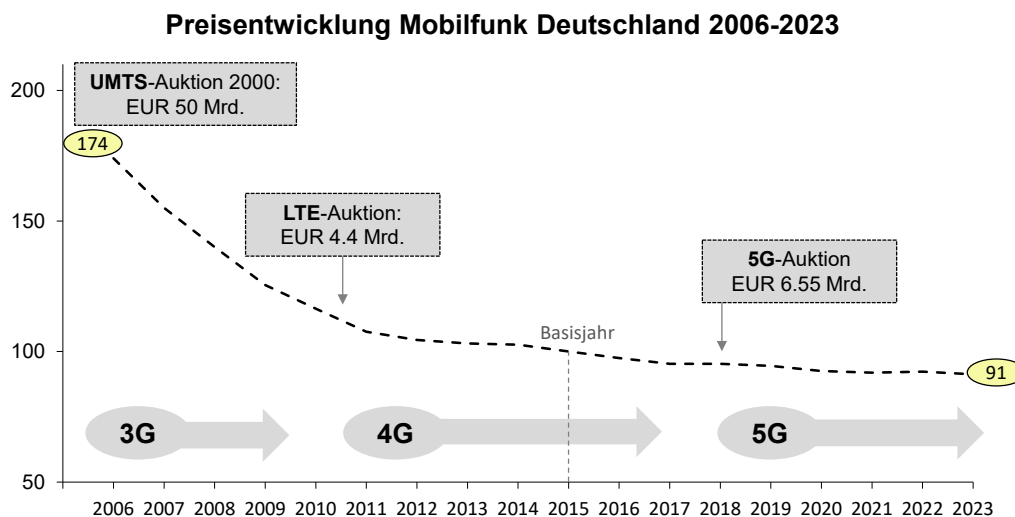 Preisentwicklung Mobilfunk Deutschland 2006-2023
200
UMTS-Auktion 2000:
EUR 50 Mrd.
174
150
LTE-Auktion:
EUR 4.4 Mrd.
5G-Auktion
EUR 6.55 Mrd.
Basisjahr
100
91
3G
4G
5G
50
2006 2007 2008 2009 2010 2011 2012 2013 2014 2015 2016 2017 2018 2019 2020 2021 2022 2023